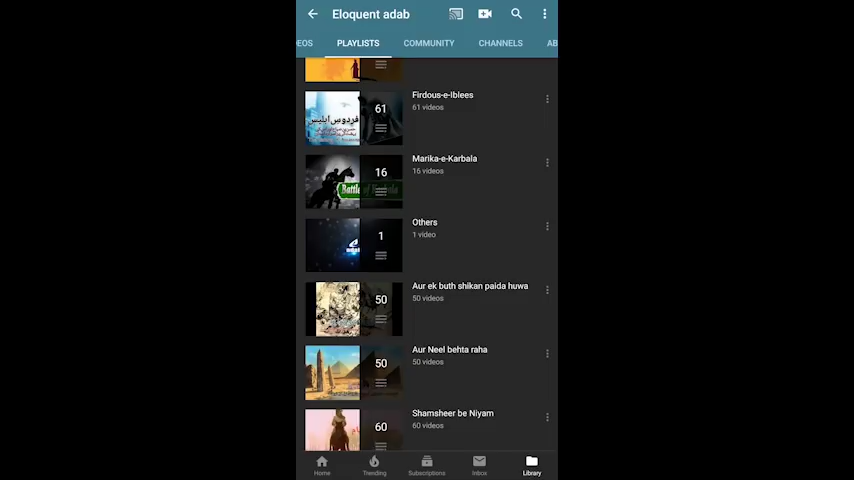 Eloquent adab
EOS
PLAYLISTS
COMMUNITY
CHANNELS
AB
فردوسِ ابلیس
61
Firdous-e-Iblees
61 videos
16
Marika-e-Karbala
16 videos
1
Others
1 video
50
Aur ek buth shikan paida huwa
50 videos
50
Aur Neel behta raha
50 videos
60
Shamsheer be Niyam
60 videos
Home
Trending
Subscriptions
Inbox
Library